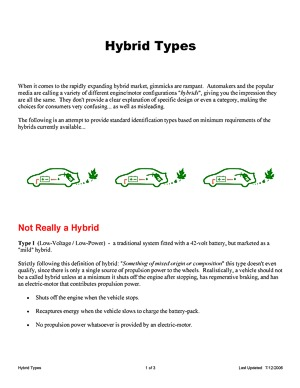 Hybrid Types
When it comes to the rapidly expanding hybrid market, gimmicks are rampant. Automakers and the popular
media are calling a variety of different engine/motor configurations "hybrids", giving you the impression they
are all the same. They don't provide a clear explanation of specific design or even a category, making the
choices for consumers very confusing... as well as misleading.
The following is an attempt to provide standard identification types based on minimum requirements of the
hybrids currently available...
Not Really a Hybrid
Type 1 (Low-Voltage / Low-Power) - a traditional system fitted with a 42-volt battery, but marketed as a
"mild" hybrid.
Strictly following this definition of hybrid: "Something of mixed origin or composition" this type doesn't even
qualify, since there is only a single source of propulsion power to the wheels. Realistically, a vehicle should not
be a called hybrid unless at a minimum it shuts off the engine after stopping, has regenerative braking, and has
an electric-motor that contributes propulsion power.
• Shuts off the engine when the vehicle stops.
• Recaptures energy when the vehicle slows to charge the battery-pack.
• No propulsion power whatsoever is provided by an electric-motor.
Hybrid Types 1 of 3 Last Updated 7/12/2006